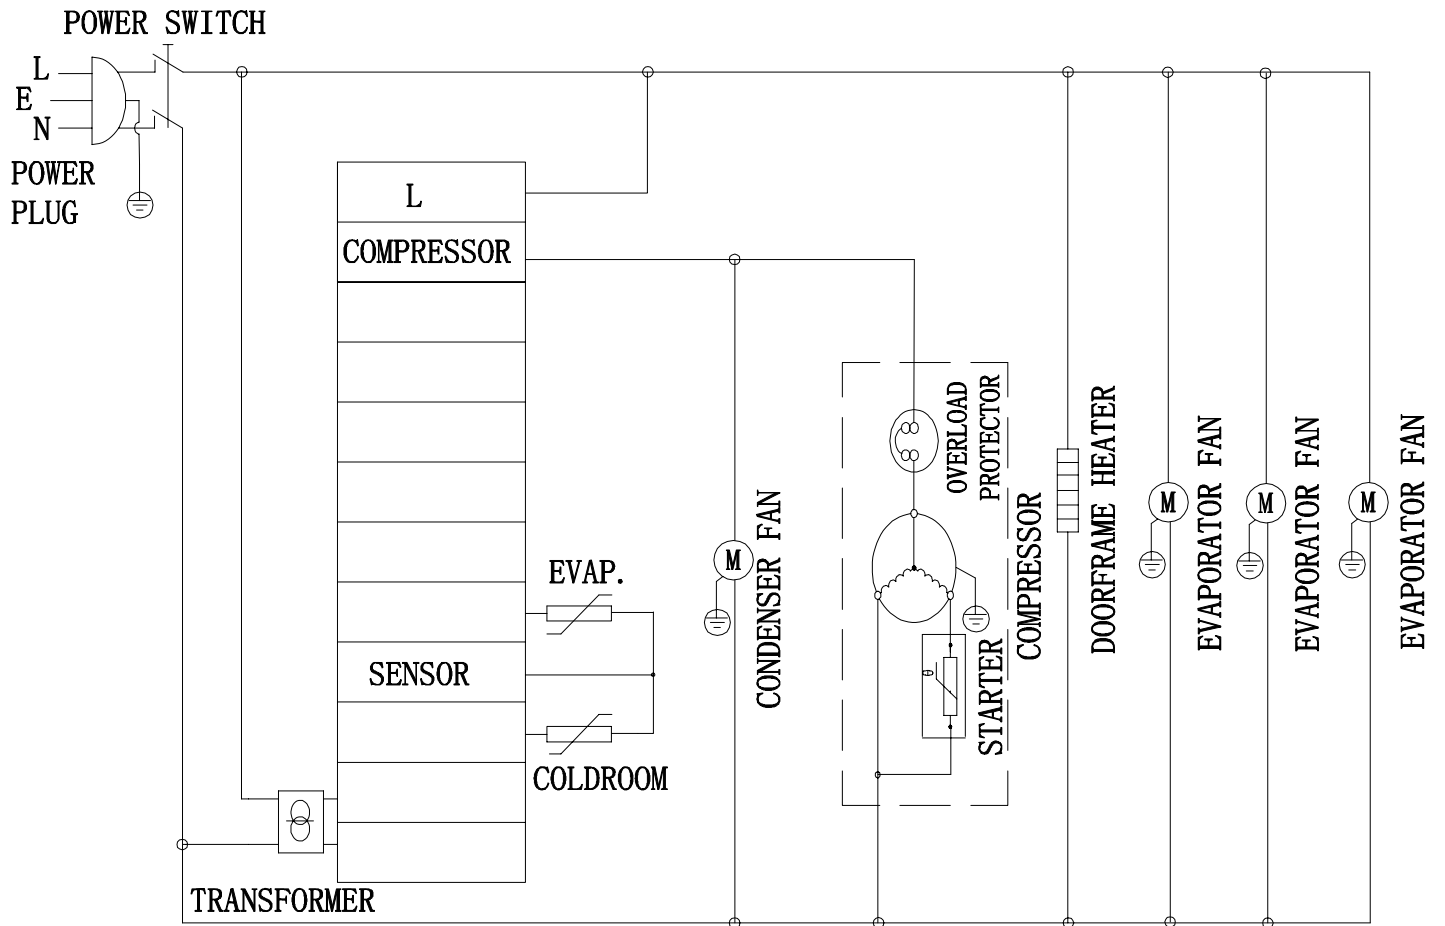 POWER SWITCH
L
E
N
POWER
PLUG
L
COMPRESSOR
EVAP.
SENSOR
COLDROOM
TRANSFORMER
M
CONDENSER FAN
OVERLOAD
PROTECTOR
θ
STARTER
COMPRESSOR
DOORFRAME HEATER
M
EVAPORATOR FAN
M
EVAPORATOR FAN
M
EVAPORATOR FAN